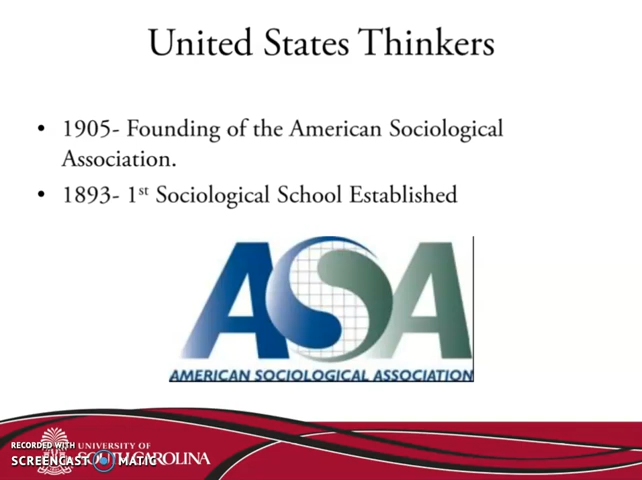 United States Thinkers
• 1905- Founding of the American Sociological
Association.
• 1893- 1st Sociological School Established
ASA
AMERICAN SOCIOLOGICAL ASSOCIATION
RECORDED WITH
SCREENCAST MATIC
UNIVERSITY OF
SOUTH CAROLINA